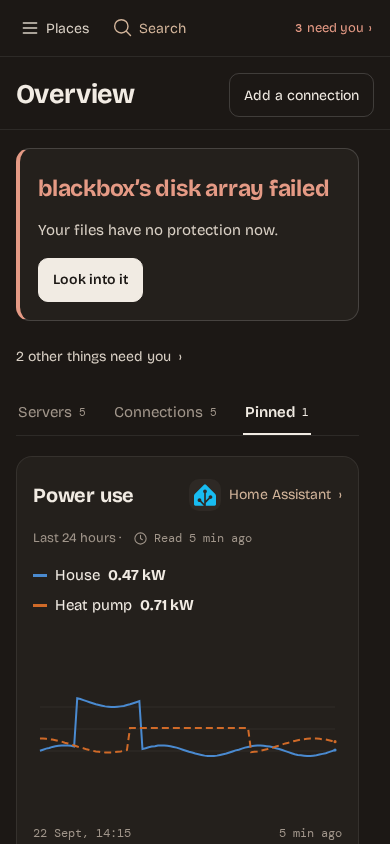 Places
Search
3 need you ›
Overview
Add a connection
blackbox's disk array failed
Your files have no protection now.
Look into it
2 other things need you ›
Servers 5
Connections 5
Pinned 1
Power use
Home Assistant ›
Last 24 hours ·
Read 5 min ago
House 0.47 kW
Heat pump 0.71 kW
22 Sept, 14:15
5 min ago